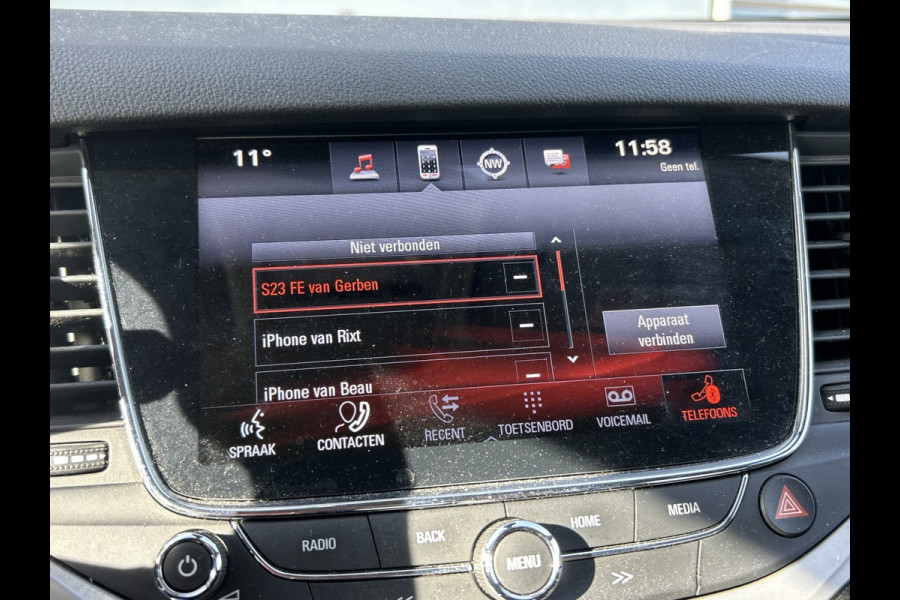 11°
NW
11:58
Geen tel.
Niet verbonden
S23 FE van Gerben
iPhone van Rixt
iPhone van Beau
Apparaat
verbinden
SPRAAK
CONTACTEN
RECENT
TOETSENBORD
VOICEMAIL
TELEFOONS
RADIO
BACK
MENU
HOME
MEDIA